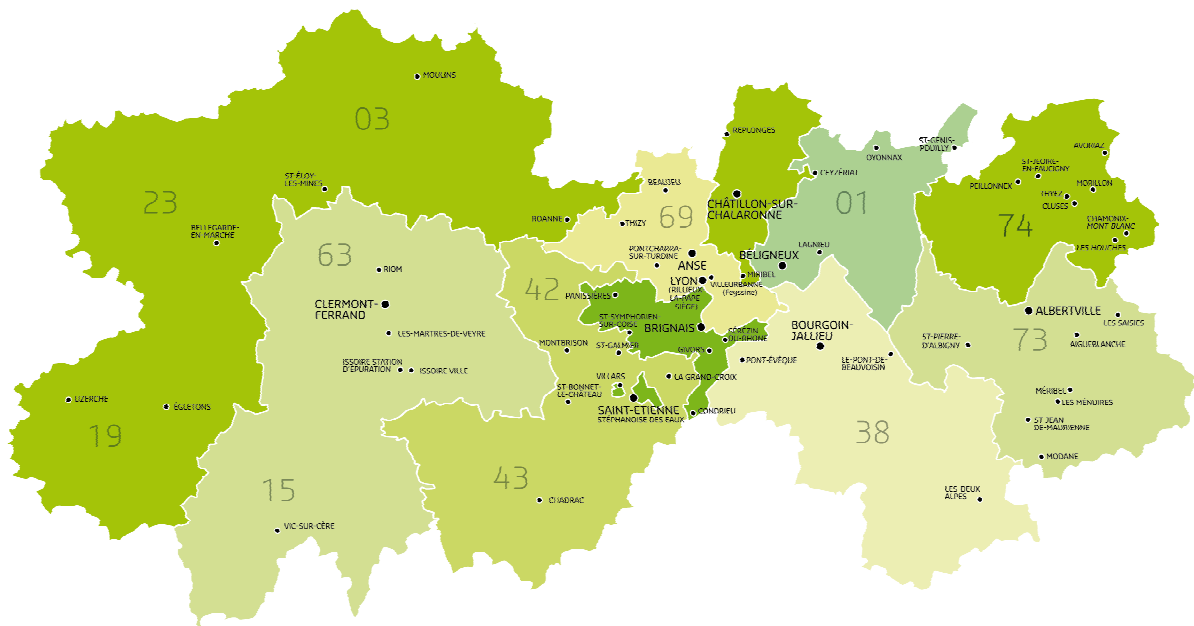 MOULINS
03
ST-ÉLOY-
LES-MINES
23
BELLEGARDE-
EN-MARCHE
63
RIOM
CLERMONT-
FERRAND
LES-MARTRES-DE-VEYRE
ISSOIRE STATION
D'ÉPURATION
ISSOIRE VILLE
UZERCHE
ÉGLETONS
19
15
VIC-SUR-CÈRE
43
CHADRAC
ROANNE
THIZY
BEAUJEU
69
PONTCHARRA-
SUR-TURDINE
ANSE
LYON
(RILLIEUX
LA-PAPE
SIÈGE)
VILLEURBANNE
(Feyssine)
MIRIBEL
42
PANISSIÈRES
ST-SYMPHORIEN-
SUR-COISE
BRIGNAIS
MONTBRISON
ST-GALMIER
GIVORS
SÉRÉZIN
DU-RHÔNE
VILLARS
LA GRAND-CROIX
ST-BONNET-
LE-CHÂTEAU
SAINT-ETIENNE
STÉPHANOISE DES EAUX
CONDRIEU
REPLONGES
CHÂTILLON-SUR-
CHALARONNE
CEYZÉRIAT
OYONNAX
ST-GENIS-
POUILLY
01
LAGNIEU
BÉLIGNEUX
BOURGOIN-
JALLIEU
PONT-ÉVÊQUE
LE-PONT-DE-
BEAUVOISIN
38
LES DEUX
ALPES
AVORIAZ
ST-JEOIRE-
EN-FAUCIGNY
PEILLONNEX
MORILLON
THYEZ
CLUSES
74
CHAMONIX-
MONT BLANC
LES HOUCHES
ALBERTVILLE
LES SAISIES
ST-PIERRE-
D'ALBIGNY
73
AIGUEBLANCHE
MÉRIBEL
LES MÉNUIRES
ST JEAN
DE-MAURIENNE
MODANE